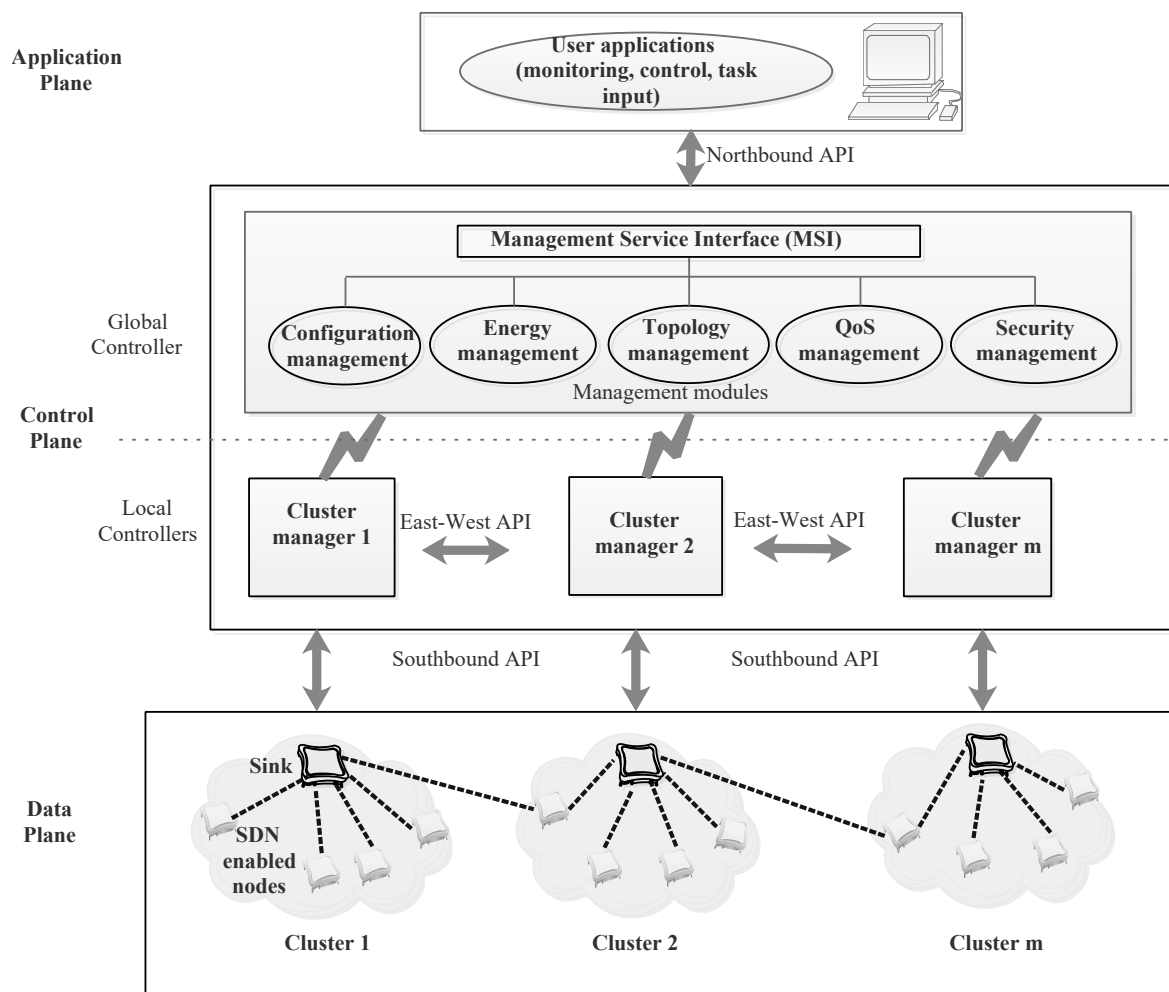 Application
Plane
User applications
(monitoring, control, task
input)
Northbound API
Management Service Interface (MSI)
Global
Controller
Configuration
management
Energy
management
Topology
management
QoS
management
Security
management
Management modules
Control
Plane
Local
Controllers
Cluster
manager 1
East-West API
Cluster
manager 2
East-West API
Cluster
manager m
Southbound API
Southbound API
Data
Plane
Sink
SDN
enabled
nodes
Cluster 1
Cluster 2
Cluster m